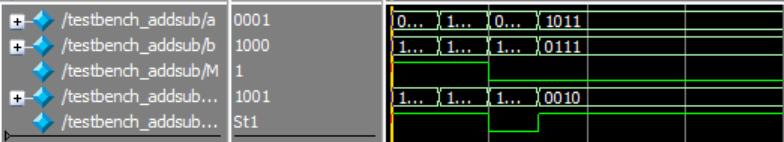 /testbench_addsub/a 0001 0... 1... 0... 1011
/testbench_addsub/b 1000 1... 1... 1... 0111
/testbench_addsub/M 1
/testbench_addsub... 1001 1... 1... 1... 0010
/testbench_addsub... St1